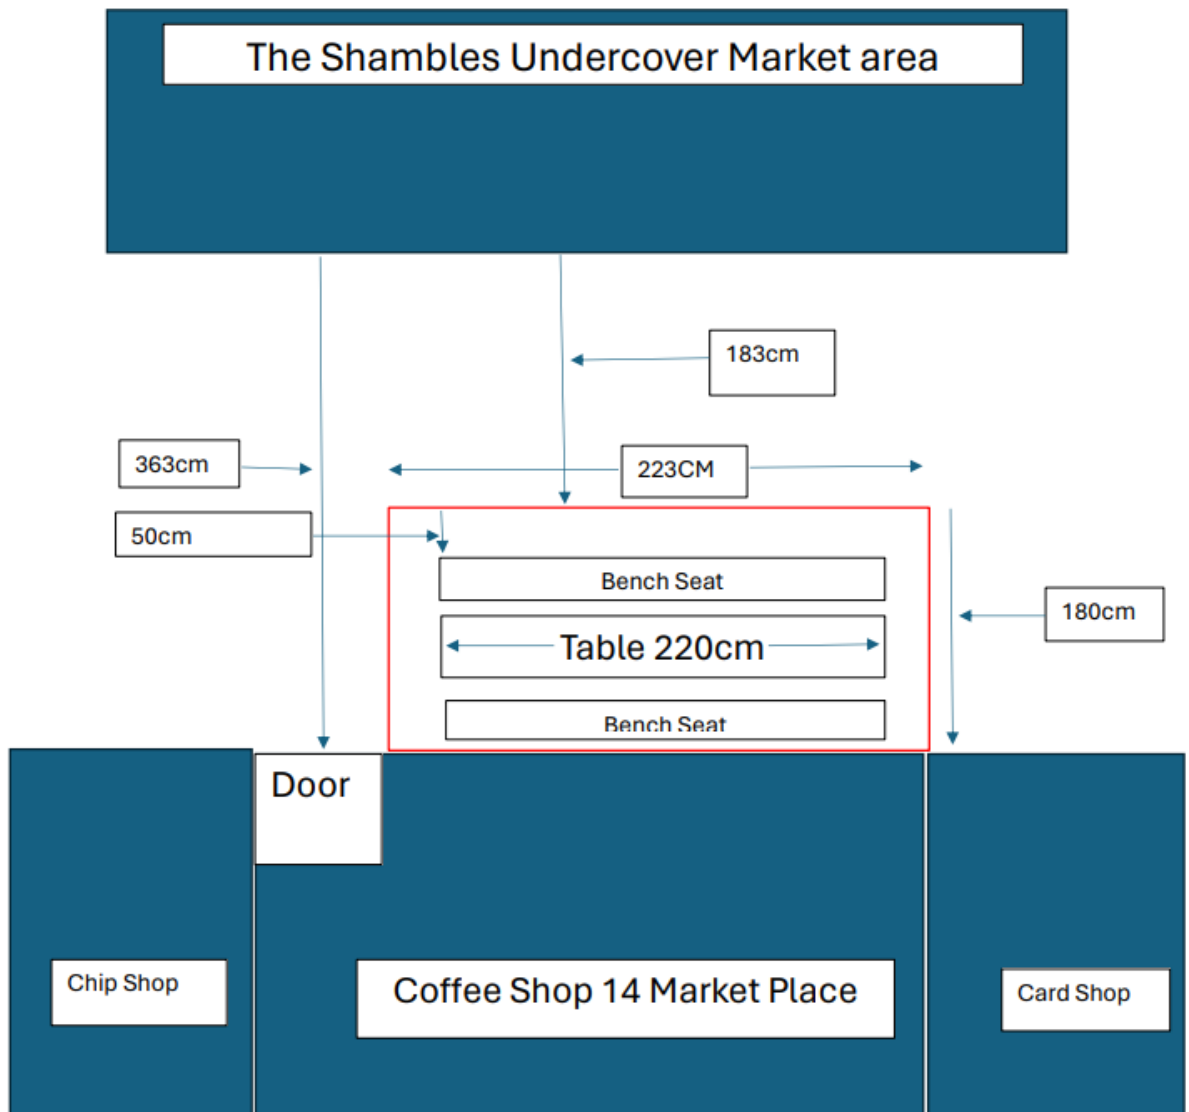 The Shambles Undercover Market area
183cm
363cm
223CM
50cm
Bench Seat
180cm
Table 220cm
Bench Seat
Door
Chip Shop
Coffee Shop 14 Market Place
Card Shop